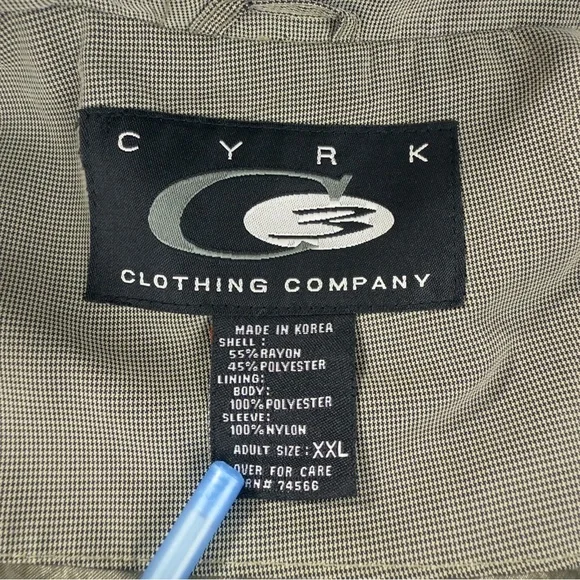 C Y R K
C3
CLOTHING COMPANY
MADE IN KOREA
SHELL:
55% RAYON
45% POLYESTER
LINING:
BODY:
100% POLYESTER
SLEEVE:
100% NYLON
ADULT SIZE: XXL
OVER FOR CARE
RN# 74566